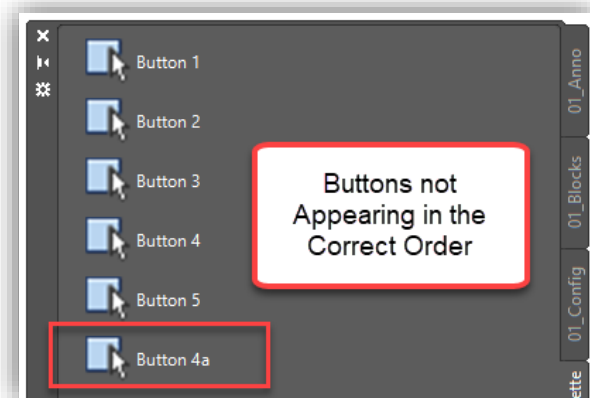 Button 1
Button 2
Button 3
Button 4
Button 5
Button 4a
Buttons not
Appearing in the
Correct Order
01_Anno
01_Blocks
01_Config
ette